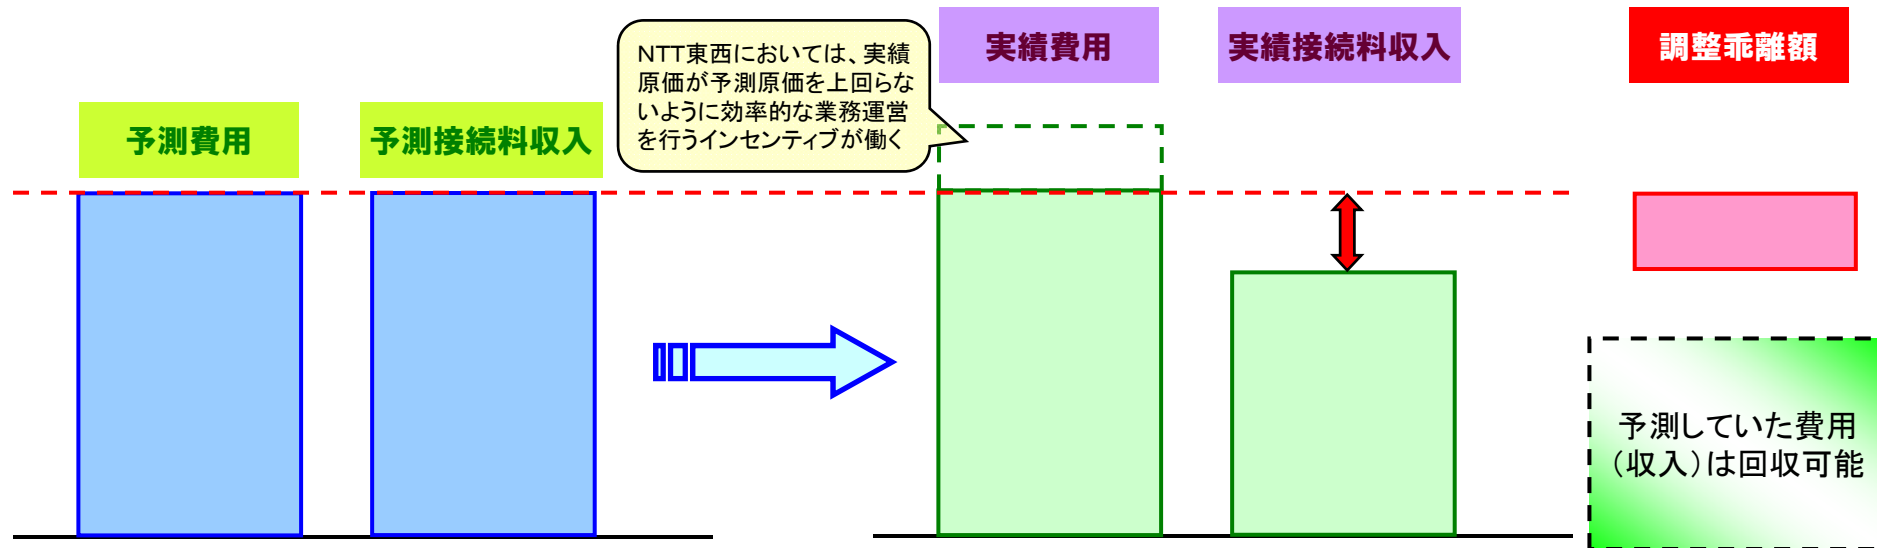 予測費用
予測接続料収入
NTT東西においては、実績
原価が予測原価を上回らな
いように効率的な業務運営
を行うインセンティブが働く
実績費用
実績接続料収入
調整乖離額
予測していた費用
(収入)は回収可能